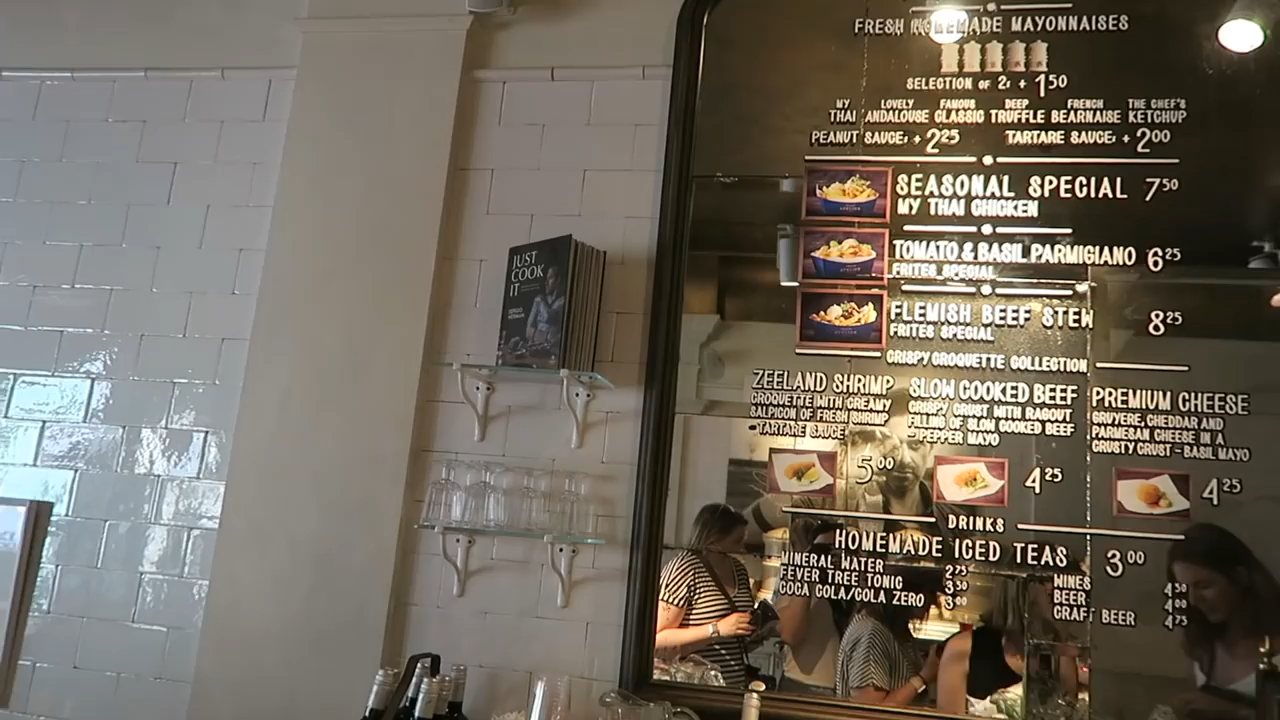 FRESH HOMEMADE MAYONNAISES
SELECTION OF 2: + 1.50
MY LOVELY FAMOUS DEEP FRENCH THE CHEF'S
THAI ANDALOUSE CLASSIC TRUFFLE BEARNAISE KETCHUP
PEANUT SAUCE: + 2.25 TARTARE SAUCE: + 2.00
SEASONAL SPECIAL 7.50
MY THAI CHICKEN
TOMATO & BASIL PARMIGIANO 6.25
FRITES SPECIAL
FLEMISH BEEF STEW 8.25
FRITES SPECIAL
CRISPY CROQUETTE COLLECTION
ZEELAND SHRIMP
CROQUETTE WITH CREAMY
SALPICON OF FRESH SHRIMP
- TARTARE SAUCE
5.00
SLOW COOKED BEEF
CRISPY CRUST WITH RAGOUT
FILLING OF SLOW COOKED BEEF
- PEPPER MAYO
4.25
PREMIUM CHEESE
GRUYERE, CHEDDAR AND
PARMESAN CHEESE IN A
CRUSTY CRUST - BASIL MAYO
4.25
DRINKS
HOMEMADE ICED TEAS 3.00
MINERAL WATER 2.75
FEVER TREE TONIC 3.50
COCA COLA/COLA ZERO 3.00
WINES 4.50
BEER 4.00
CRAFT BEER 4.75
JUST
COOK
IT
SERGIO
HERMAN